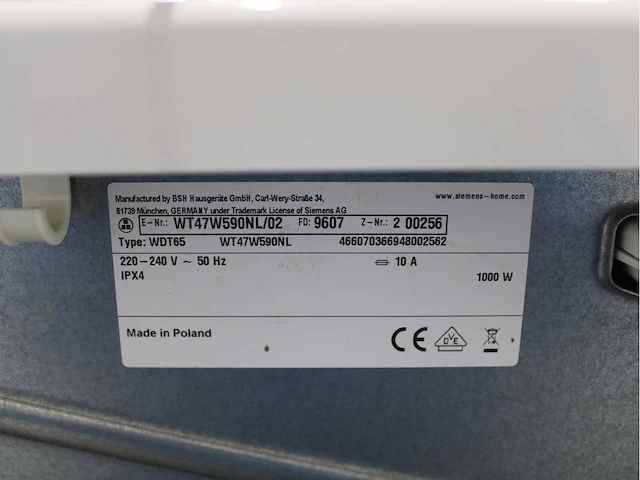 Manufactured by BSH Hausgeräte GmbH, Carl-Wery-Straße 34,
www.siemens-home.com
81739 München, GERMANY under Trademark License of Siemens AG
E-Nr.: WT47W590NL/02 FD: 9607 Z-Nr.: 2 00256
Type: WDT65 WT47W590NL 466070366948002562
220-240 V ~ 50 Hz 10 A
IPX4 1000 W
Made in Poland
CE DVE